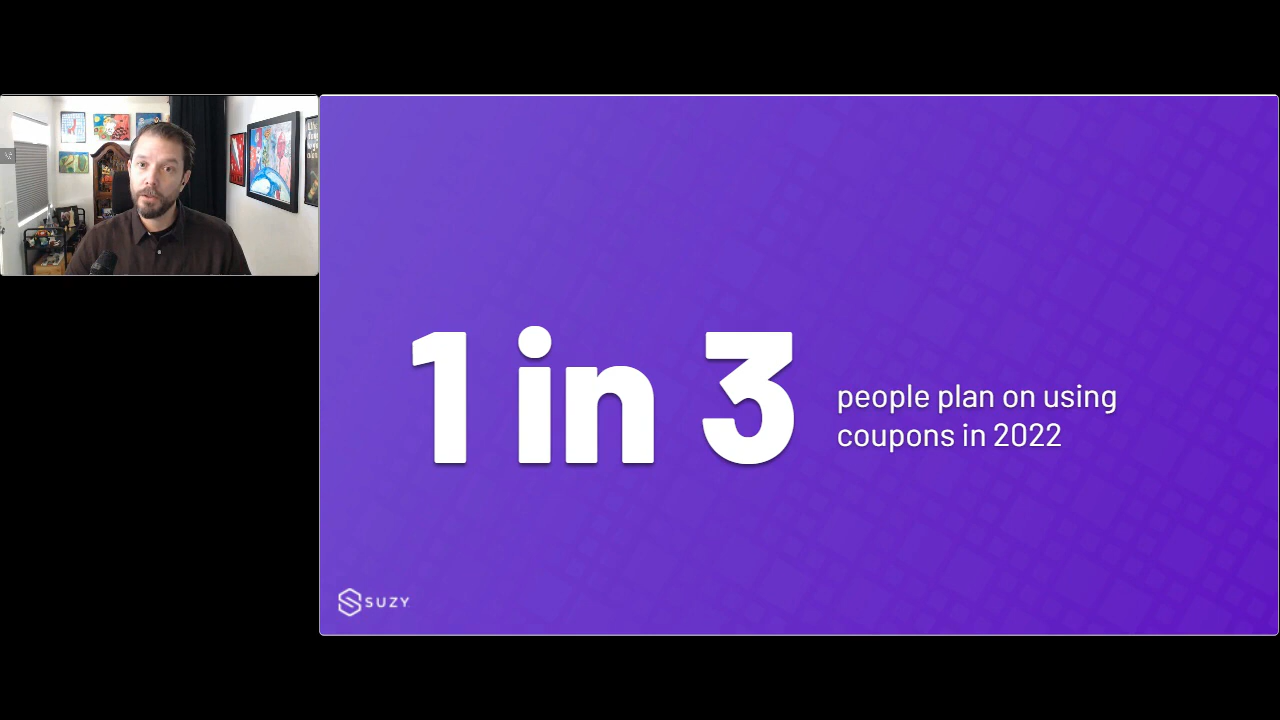 1 in 3
people plan on using
coupons in 2022
SUZY